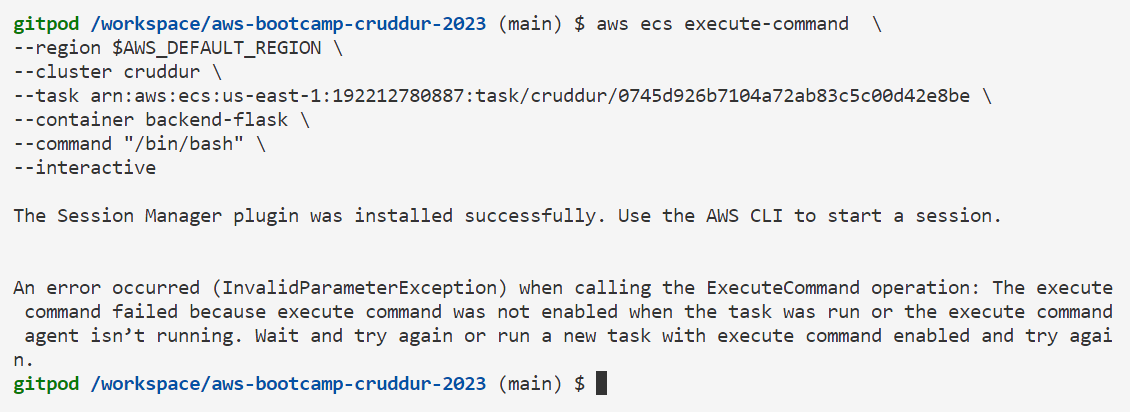 gitpod /workspace/aws-bootcamp-cruddur-2023 (main) $ aws ecs execute-command  \
--region $AWS_DEFAULT_REGION \
--cluster cruddur \
--task arn:aws:ecs:us-east-1:192212780887:task/cruddur/0745d926b7104a72ab83c5c00d42e8be \
--container backend-flask \
--command "/bin/bash" \
--interactive
The Session Manager plugin was installed successfully. Use the AWS CLI to start a session.
An error occurred (InvalidParameterException) when calling the ExecuteCommand operation: The execute
command failed because execute command was not enabled when the task was run or the execute command
agent isn’t running. Wait and try again or run a new task with execute command enabled and try agai
n.
gitpod /workspace/aws-bootcamp-cruddur-2023 (main) $